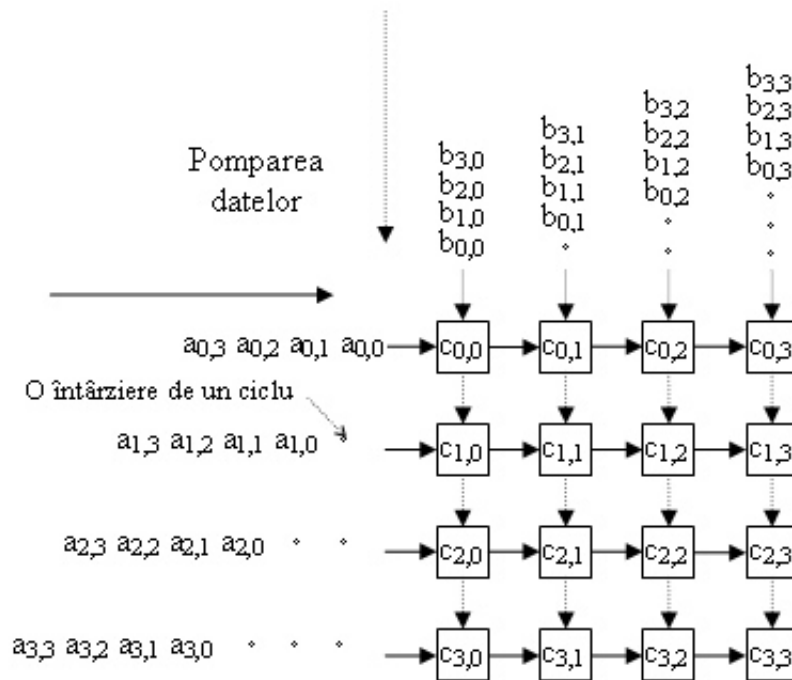 b3,3
b3,2 b2,3
b3,1 b2,2 b1,3
b3,0 b2,1 b1,2 b0,3
b2,0 b1,1 b0,2
b1,0 b0,1
b0,0
Pomparea
datelor
a0,3 a0,2 a0,1 a0,0 c0,0 c0,1 c0,2 c0,3
O întârziere de un ciclu
a1,3 a1,2 a1,1 a1,0 c1,0 c1,1 c1,2 c1,3
a2,3 a2,2 a2,1 a2,0 c2,0 c2,1 c2,2 c2,3
a3,3 a3,2 a3,1 a3,0 c3,0 c3,1 c3,2 c3,3